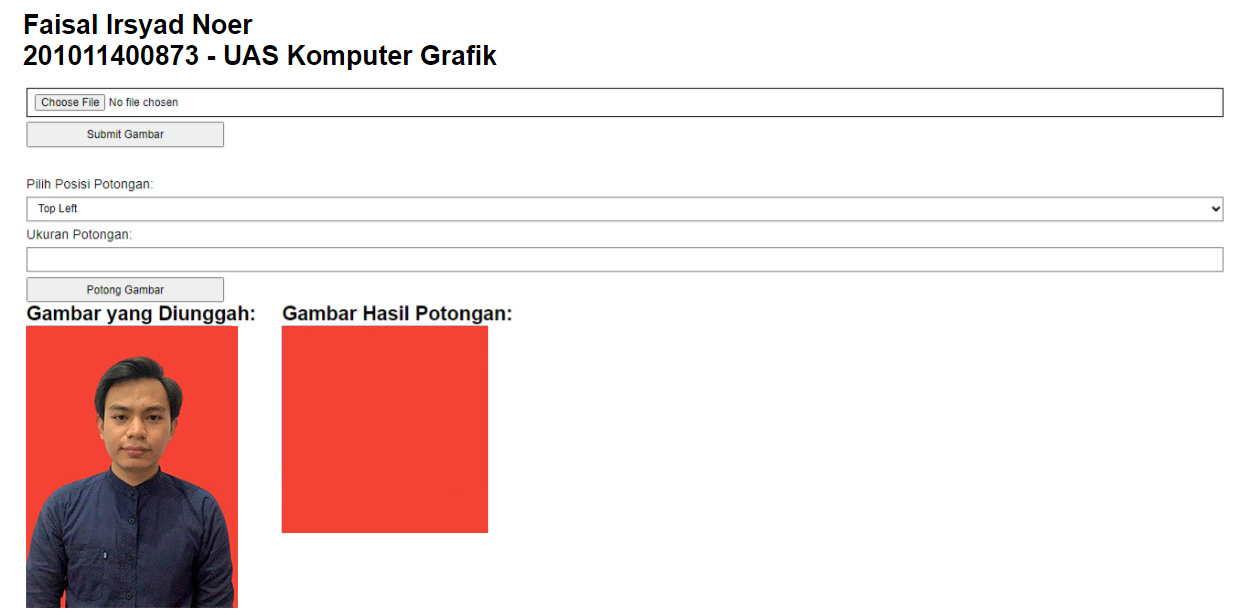 Faisal Irsyad Noer
201011400873 - UAS Komputer Grafik
Choose File No file chosen
Submit Gambar
Pilih Posisi Potongan:
Top Left
Ukuran Potongan:
Potong Gambar
Gambar yang Diunggah: Gambar Hasil Potongan: